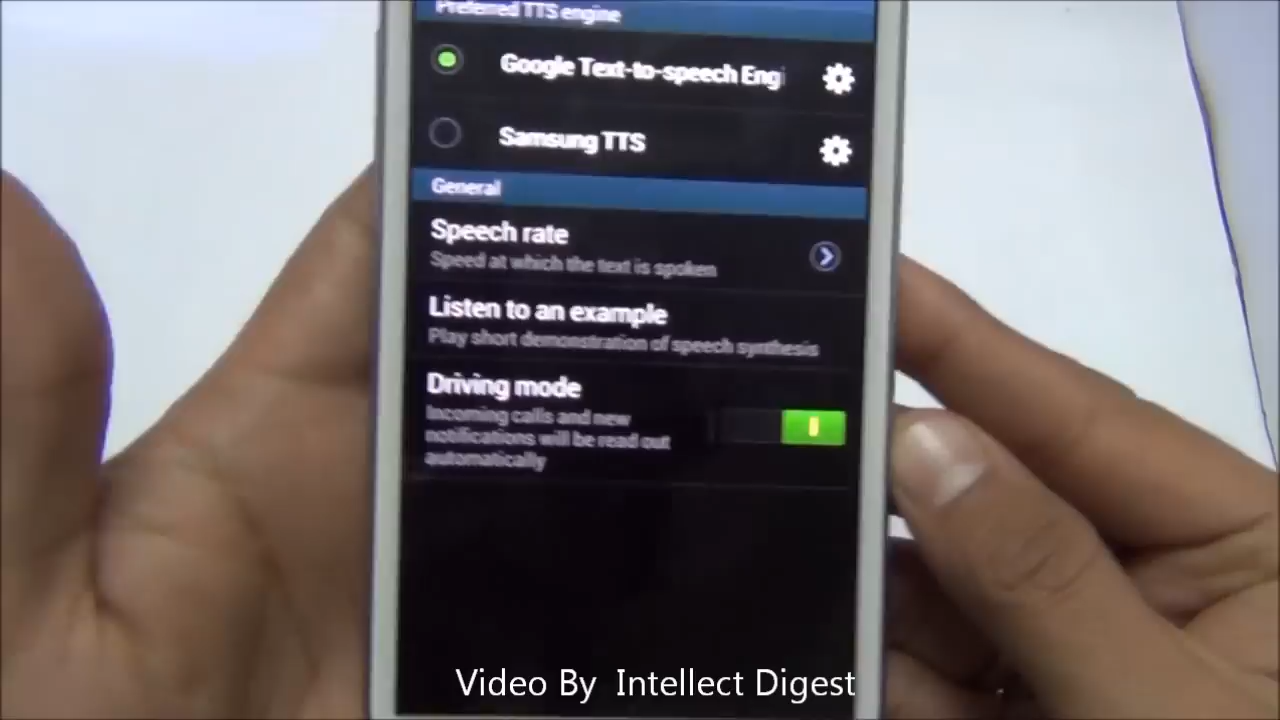 Preferred TTS engine
Google Text-to-speech Engi
Samsung TTS
General
Speech rate
Speed at which the text is spoken
Listen to an example
Play short demonstration of speech synthesis
Driving mode
Incoming calls and new
notifications will be read out
automatically
Video By Intellect Digest